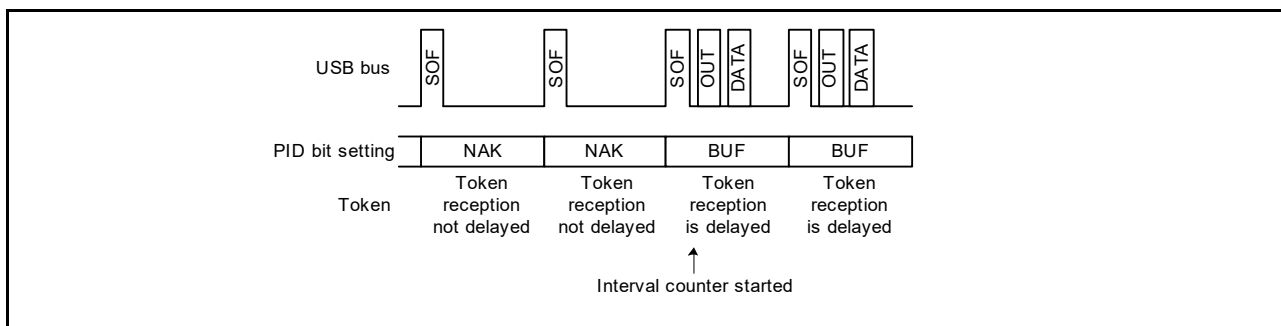 USB bus
SOF
SOF
SOF
OUT
DATA
SOF
OUT
DATA
PID bit setting
NAK
NAK
BUF
BUF
Token
Token
reception
not delayed
Token
reception
not delayed
Token
reception
is delayed
Token
reception
is delayed
Interval counter started